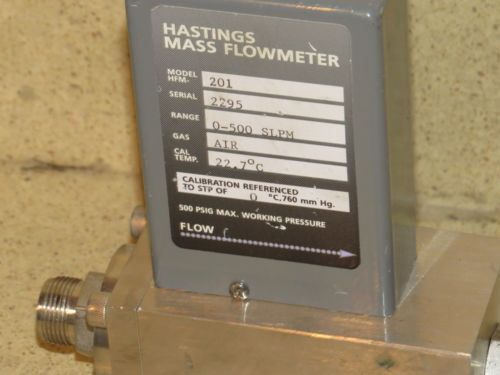 HASTINGS
MASS FLOWMETER
MODEL
HFM- 201
SERIAL 2295
RANGE 0-500 SLPM
GAS AIR
CAL
TEMP. 22.7°C
CALIBRATION REFERENCED
TO STP OF 0 °C,760 mm Hg.
500 PSIG MAX. WORKING PRESSURE
FLOW